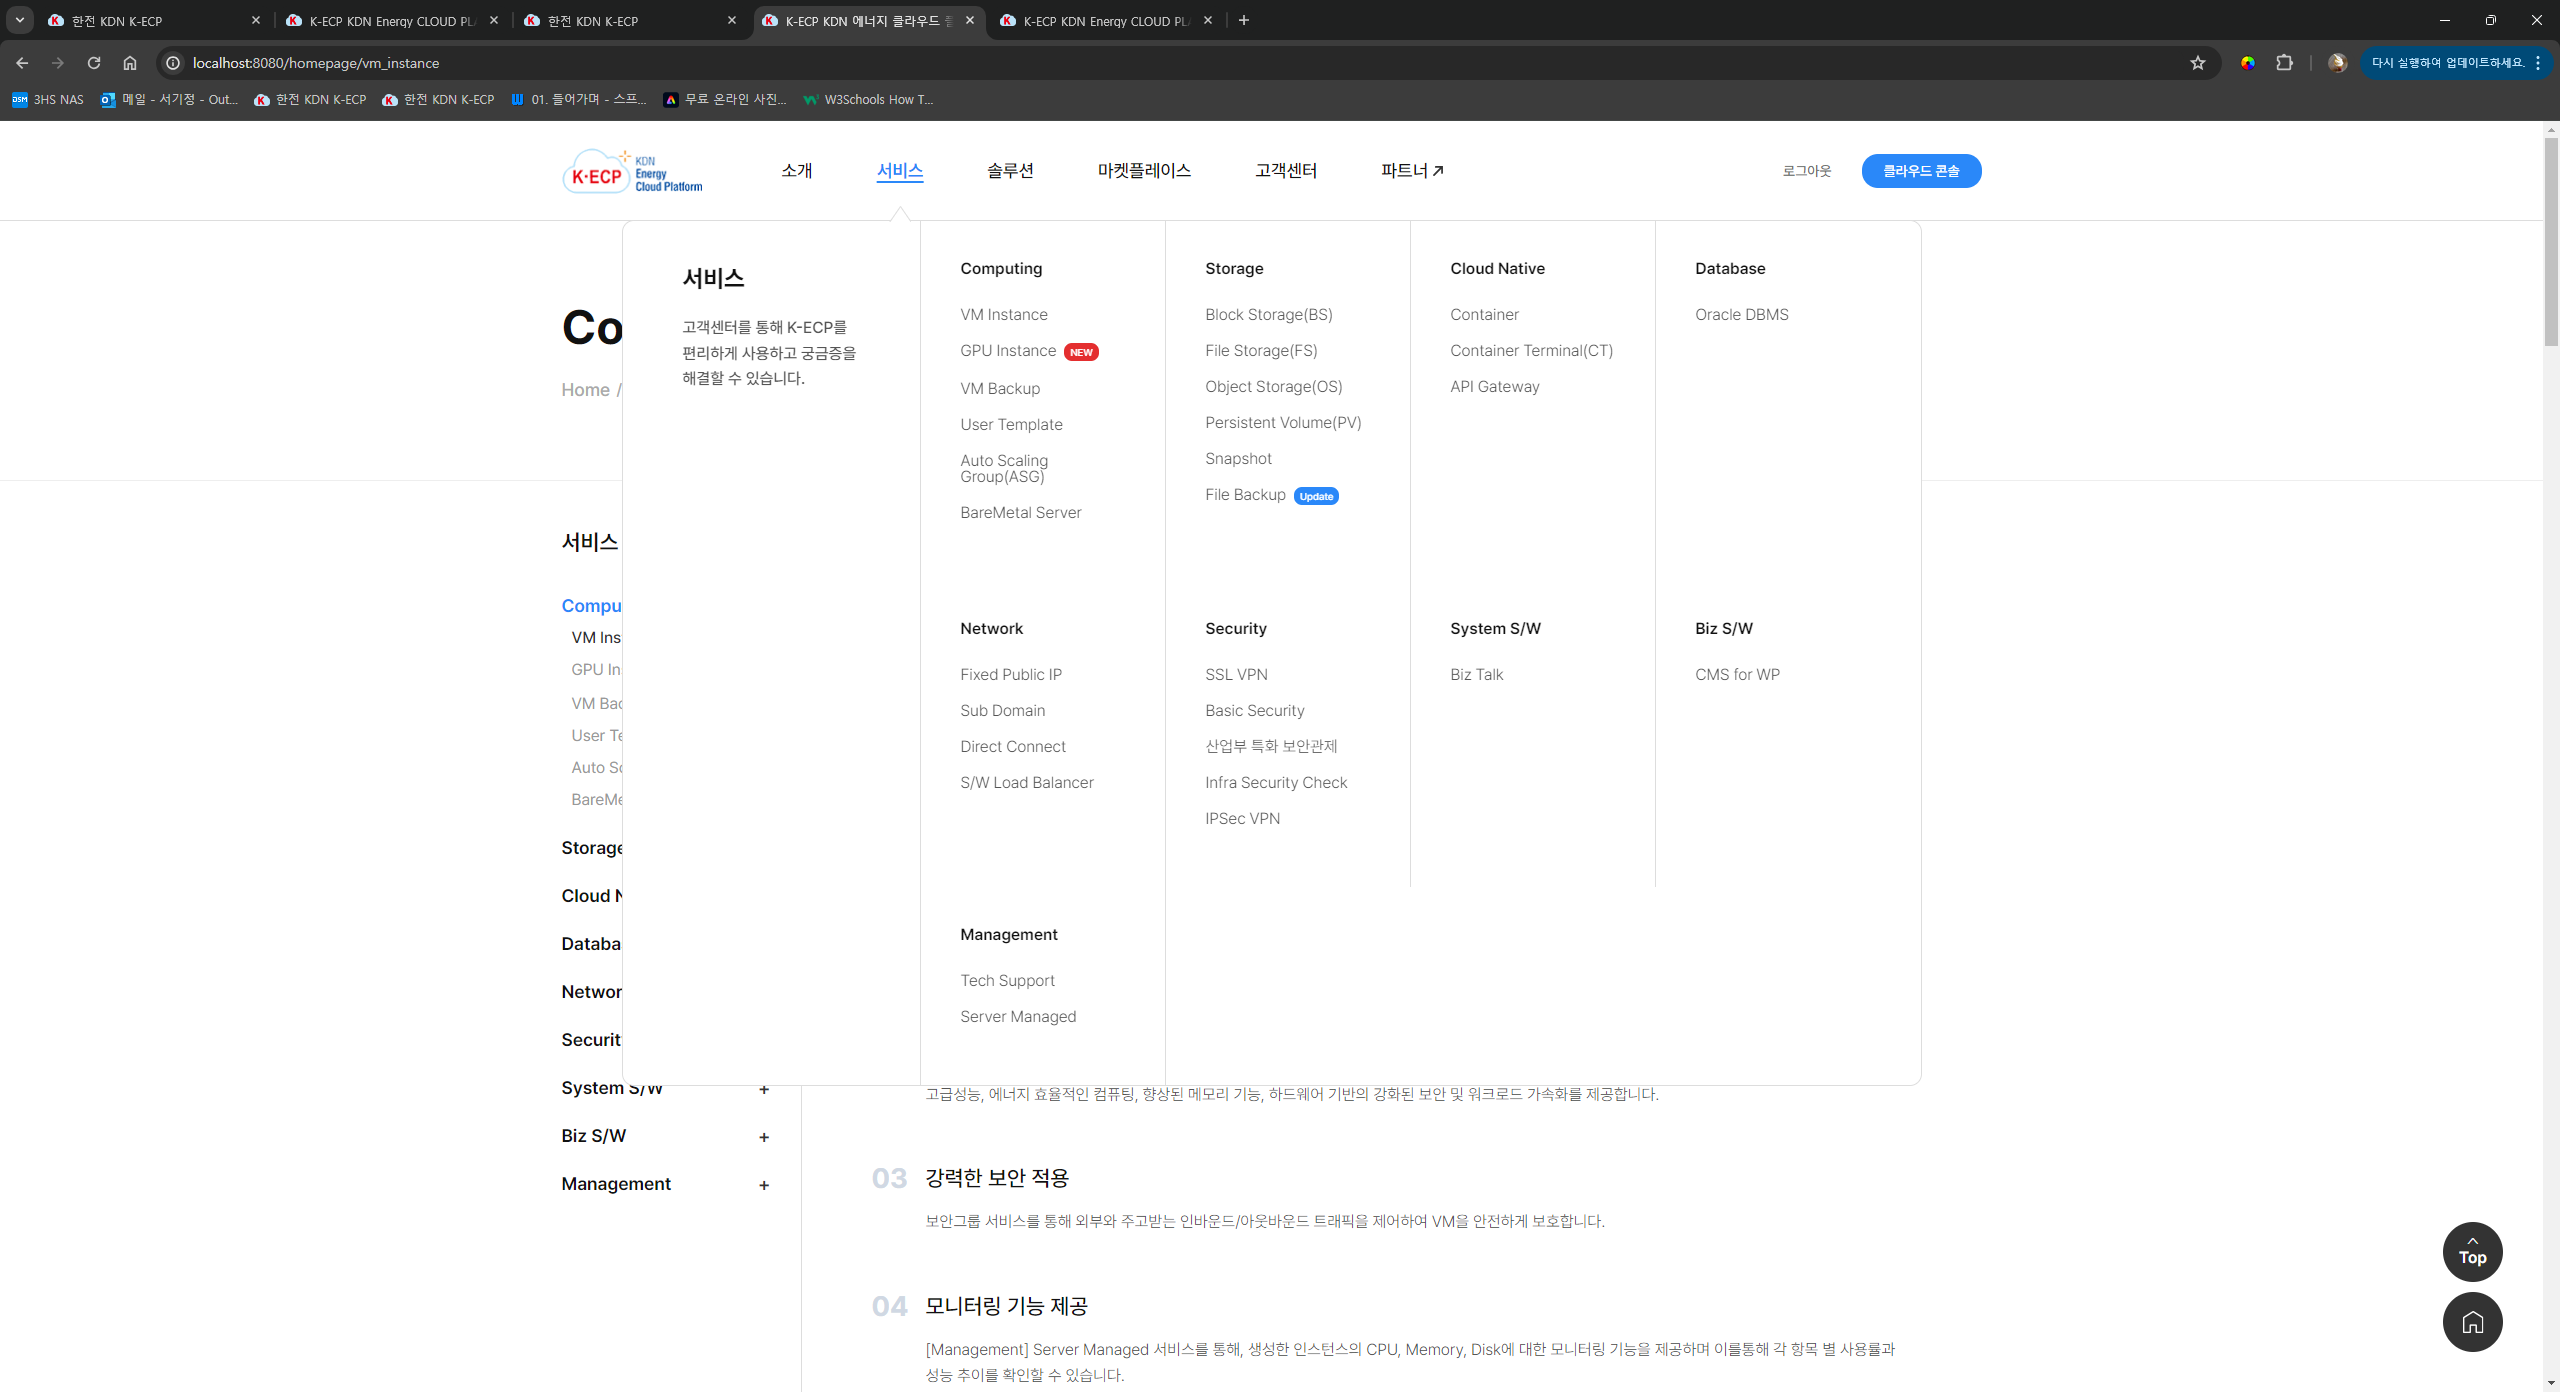 한전 KDN K-ECP
K-ECP KDN Energy CLOUD PL
한전 KDN K-ECP
K-ECP KDN 에너지 클라우드
K-ECP KDN Energy CLOUD PL
localhost:8080/homepage/vm_instance
다시 실행하여 업데이트하세요.
3HS NAS
메일 - 서기정 - Out...
한전 KDN K-ECP
한전 KDN K-ECP
01. 들어가며 - 스프...
무료 온라인 사진...
W3Schools How T...
K·ECP KDN Energy Cloud Platform
소개
서비스
솔루션
마켓플레이스
고객센터
파트너
로그아웃
클라우드 콘솔
Co
Home /
서비스
고객센터를 통해 K-ECP를
편리하게 사용하고 궁금증을
해결할 수 있습니다.
Computing
VM Instance
GPU Instance NEW
VM Backup
User Template
Auto Scaling
Group(ASG)
BareMetal Server
Storage
Block Storage(BS)
File Storage(FS)
Object Storage(OS)
Persistent Volume(PV)
Snapshot
File Backup Update
Cloud Native
Container
Container Terminal(CT)
API Gateway
Database
Oracle DBMS
Network
Fixed Public IP
Sub Domain
Direct Connect
S/W Load Balancer
Security
SSL VPN
Basic Security
산업부 특화 보안관제
Infra Security Check
IPSec VPN
System S/W
Biz Talk
Biz S/W
CMS for WP
Management
Tech Support
Server Managed
서비스
Compu
VM Ins
GPU In
VM Bac
User Te
Auto Sc
BareMe
Storage
Cloud N
Databa
Networ
Securit
System S/W +
Biz S/W +
Management +
고급성능, 에너지 효율적인 컴퓨팅, 향상된 메모리 기능, 하드웨어 기반의 강화된 보안 및 워크로드 가속화를 제공합니다.
03 강력한 보안 적용
보안그룹 서비스를 통해 외부와 주고받는 인바운드/아웃바운드 트래픽을 제어하여 VM을 안전하게 보호합니다.
04 모니터링 기능 제공
[Management] Server Managed 서비스를 통해, 생성한 인스턴스의 CPU, Memory, Disk에 대한 모니터링 기능을 제공하며 이를통해 각 항목 별 사용률과
성능 추이를 확인할 수 있습니다.
Top